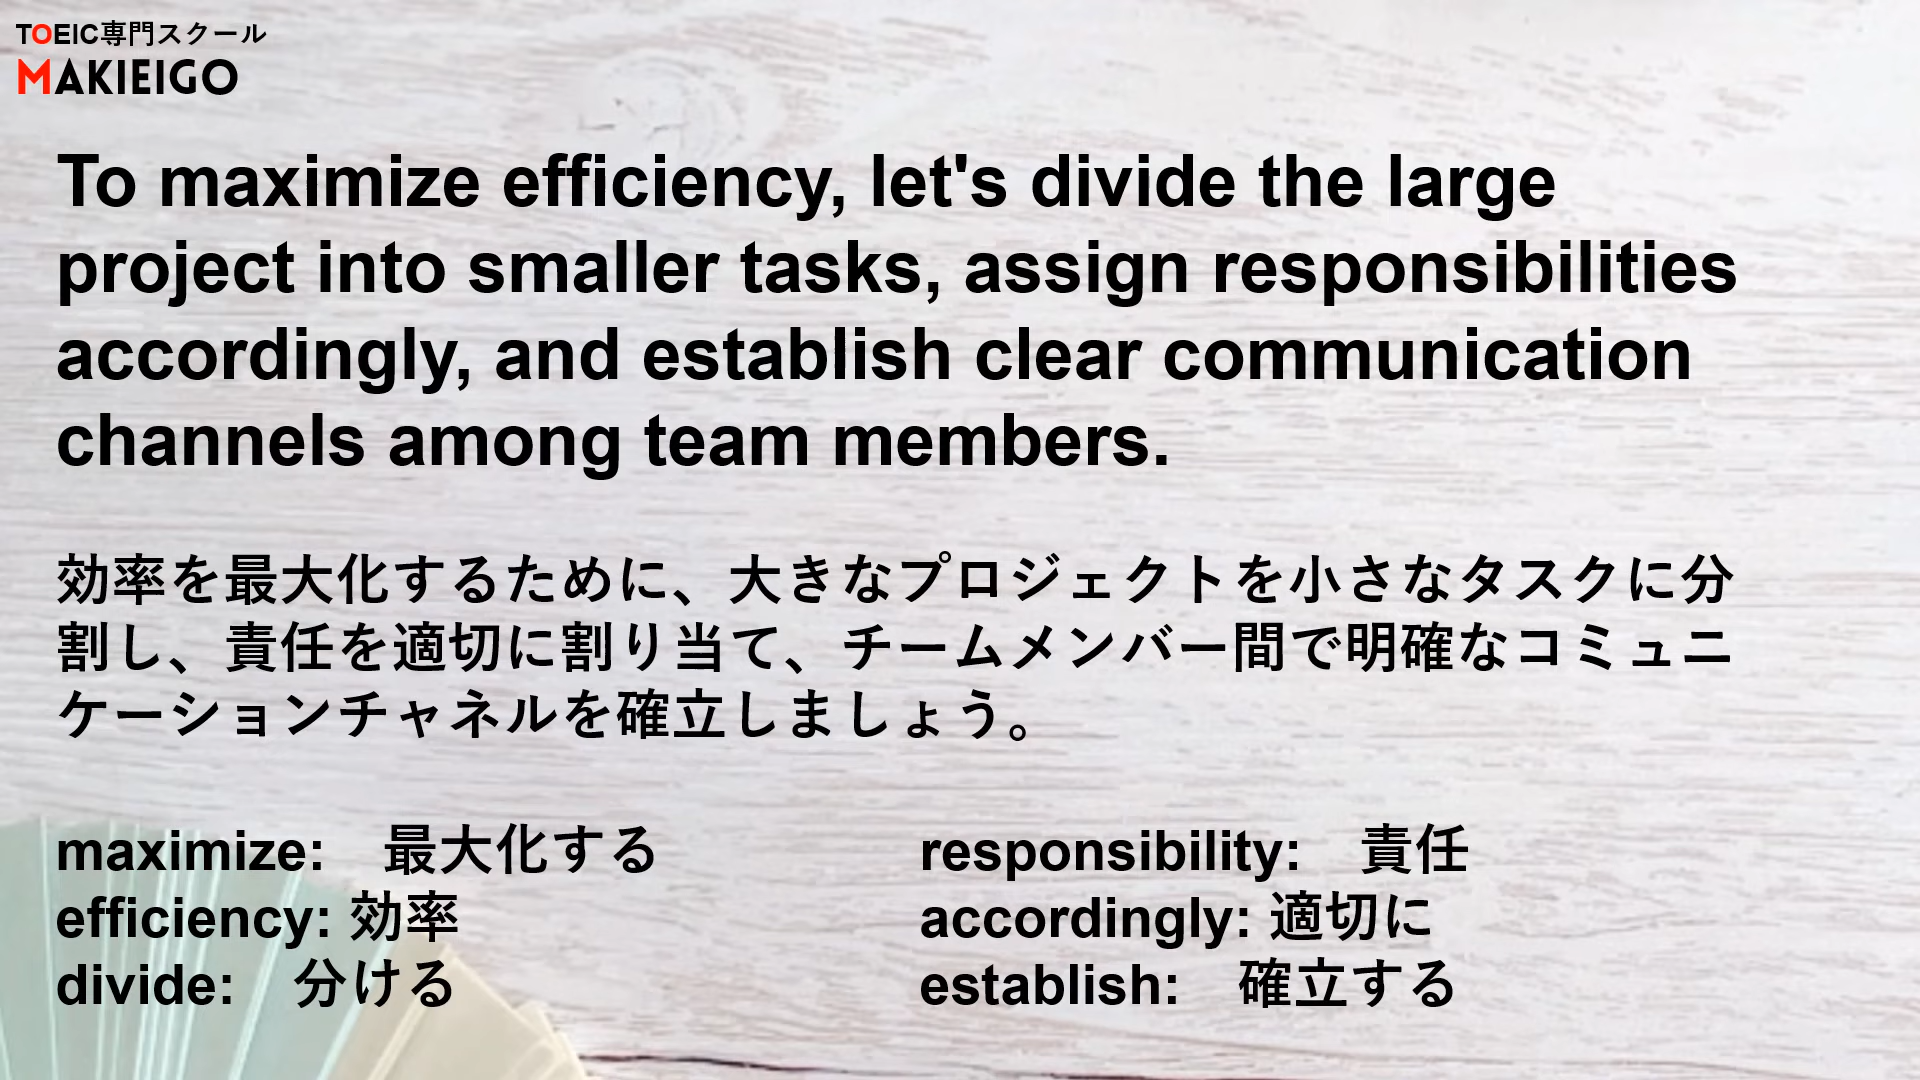 TOEIC専門スクール
MAKIEIGO
To maximize efficiency, let's divide the large
project into smaller tasks, assign responsibilities
accordingly, and establish clear communication
channels among team members.
効率を最大化するために、大きなプロジェクトを小さなタスクに分
割し、責任を適切に割り当て、チームメンバー間で明確なコミュニ
ケーションチャネルを確立しましょう。
maximize:　最大化する
efficiency: 効率
divide:　分ける
responsibility:　責任
accordingly: 適切に
establish:　確立する